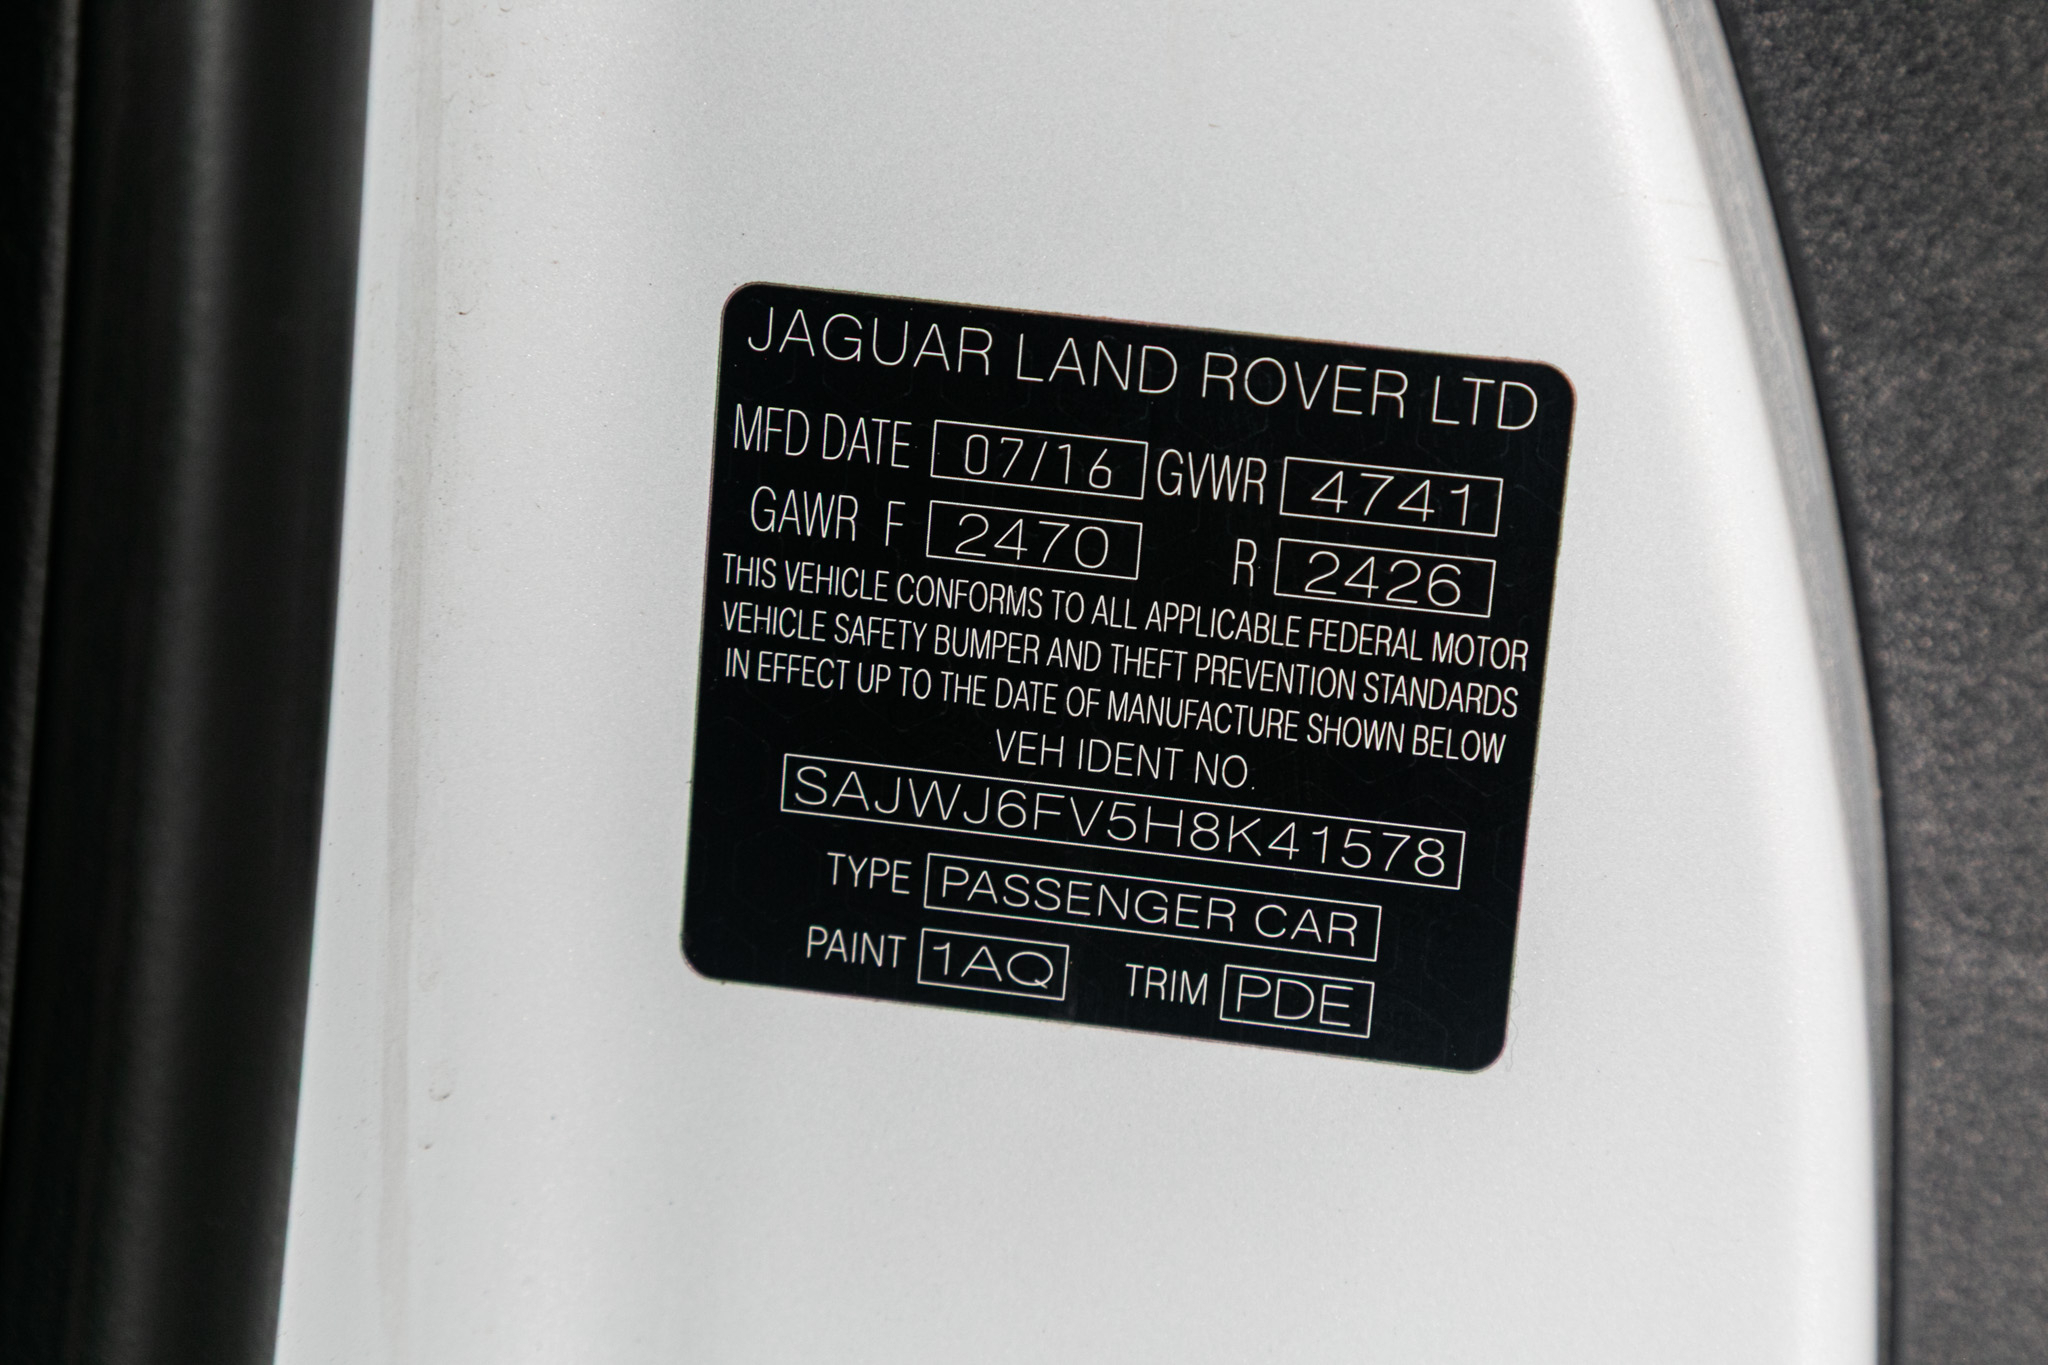 JAGUAR LAND ROVER LTD
MFD DATE 07/16 GVWR 4741
GAWR F 2470 R 2426
THIS VEHICLE CONFORMS TO ALL APPLICABLE FEDERAL MOTOR
VEHICLE SAFETY BUMPER AND THEFT PREVENTION STANDARDS
IN EFFECT UP TO THE DATE OF MANUFACTURE SHOWN BELOW
VEH IDENT NO.
SAJWJ6FV5H8K41578
TYPE PASSENGER CAR
PAINT 1AQ TRIM PDE